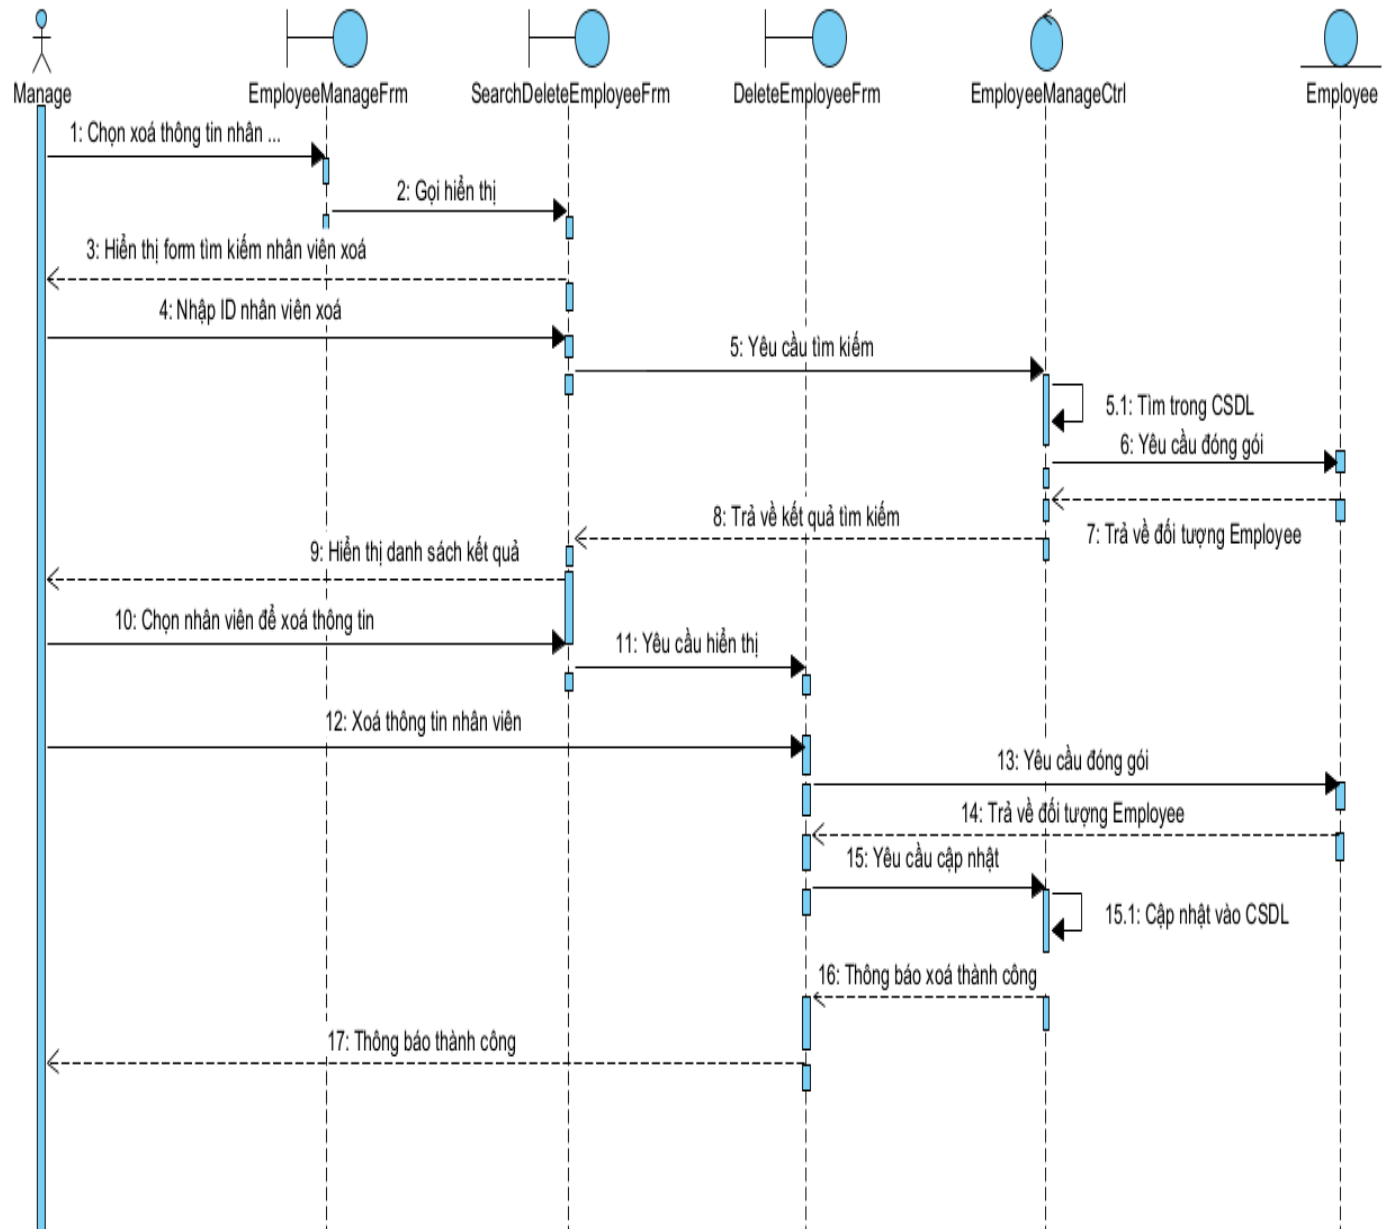 Manage
EmployeeManageFrm
SearchDeleteEmployeeFrm
DeleteEmployeeFrm
EmployeeManageCtrl
Employee
1: Chọn xoá thông tin nhân ...
2: Gọi hiển thị
3: Hiển thị form tìm kiếm nhân viên xoá
4: Nhập ID nhân viên xoá
5: Yêu cầu tìm kiếm
5.1: Tìm trong CSDL
6: Yêu cầu đóng gói
7: Trả về đối tượng Employee
8: Trả về kết quả tìm kiếm
9: Hiển thị danh sách kết quả
10: Chọn nhân viên để xoá thông tin
11: Yêu cầu hiển thị
12: Xoá thông tin nhân viên
13: Yêu cầu đóng gói
14: Trả về đối tượng Employee
15: Yêu cầu cập nhật
15.1: Cập nhật vào CSDL
16: Thông báo xoá thành công
17: Thông báo thành công